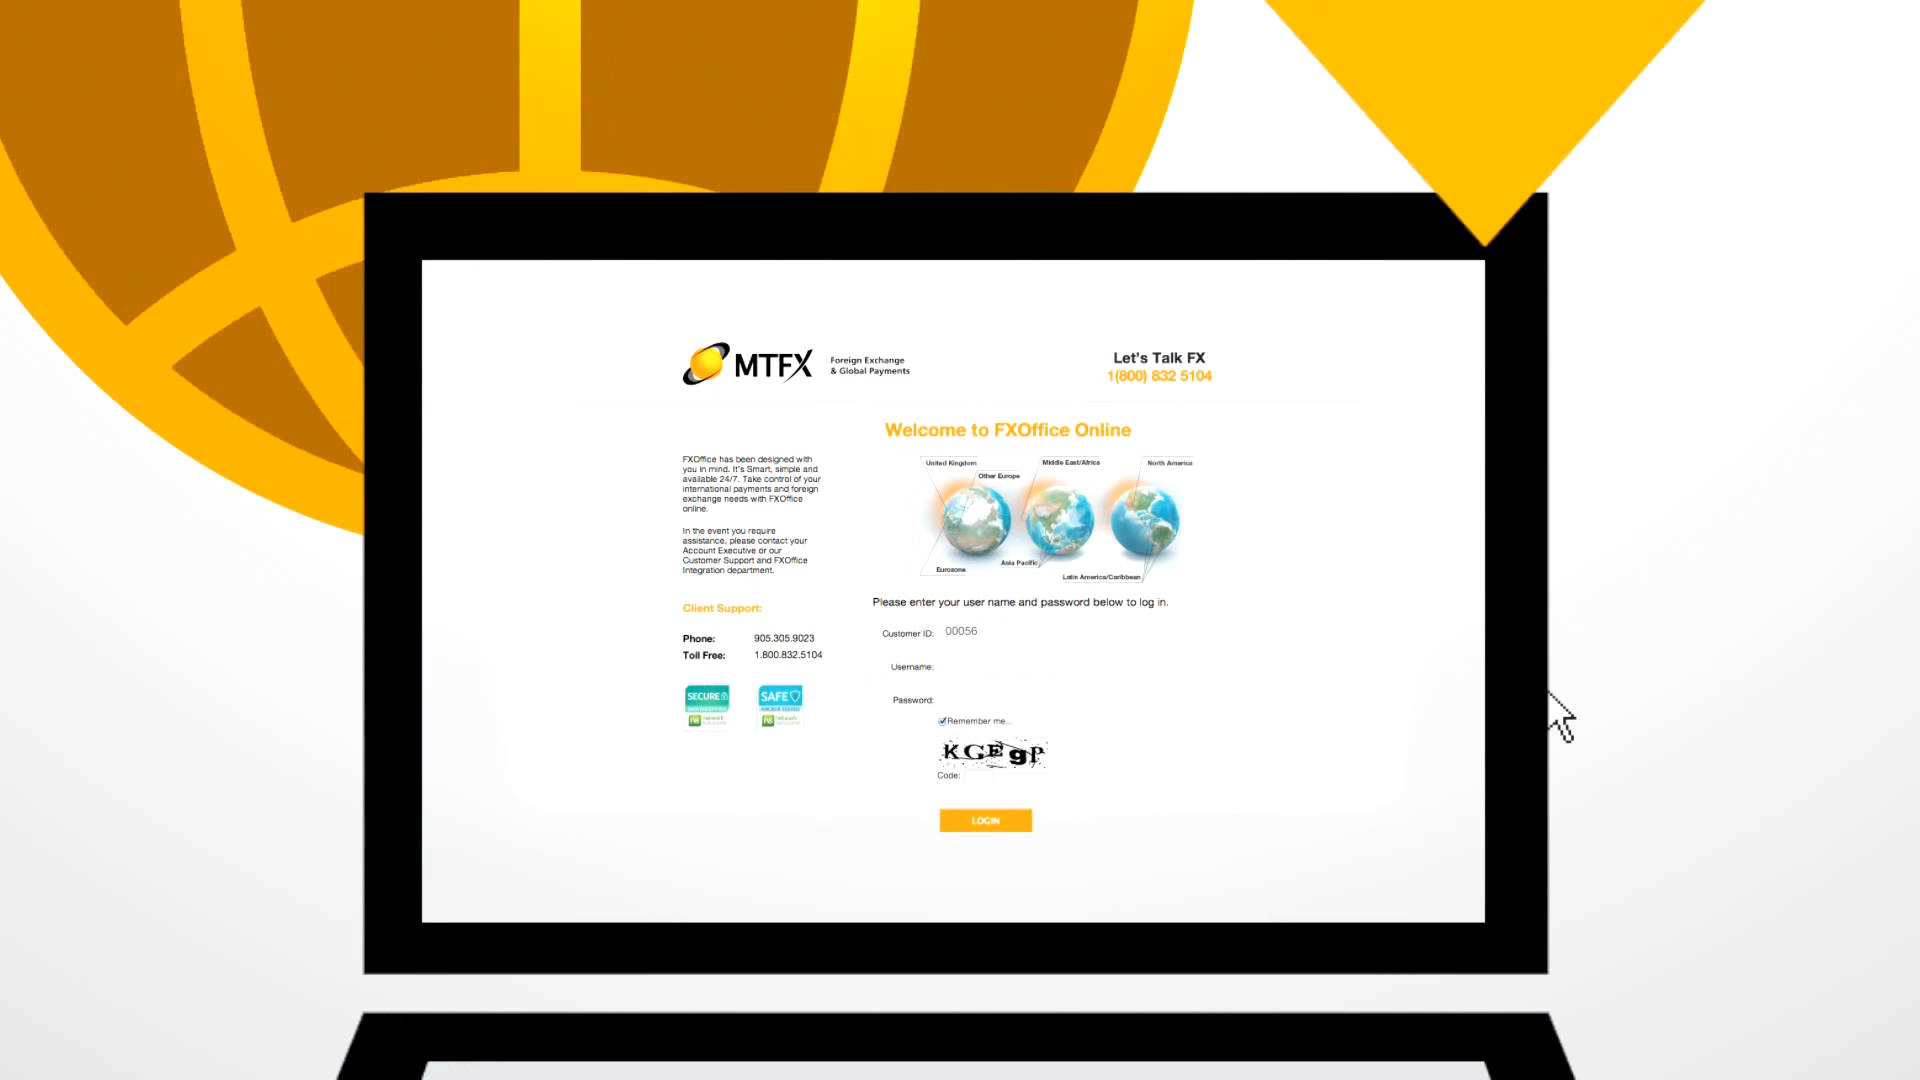 MTFX
Foreign Exchange
& Global Payments
Let's Talk FX
1(800) 832 5104
Welcome to FXOffice Online
FXOffice has been designed with
you in mind. It's Smart, simple and
available 24/7. Take control of your
international payments and foreign
exchange needs with FXOffice
online.
In the event you require
assistance, please contact your
Account Executive or our
Customer Support and FXOffice
Integration department.
Client Support:
Phone: 905.305.9023
Toll Free: 1.800.832.5104
SECURE
SAFE
HACKER TESTED
network
network
United Kingdom
Other Europe
Middle East/Africa
North America
Eurozone
Asia Pacific
Latin America/Caribbean
Please enter your user name and password below to log in.
Customer ID: 00056
Username:
Password:
Remember me...
KGEgP
Code:
LOGIN